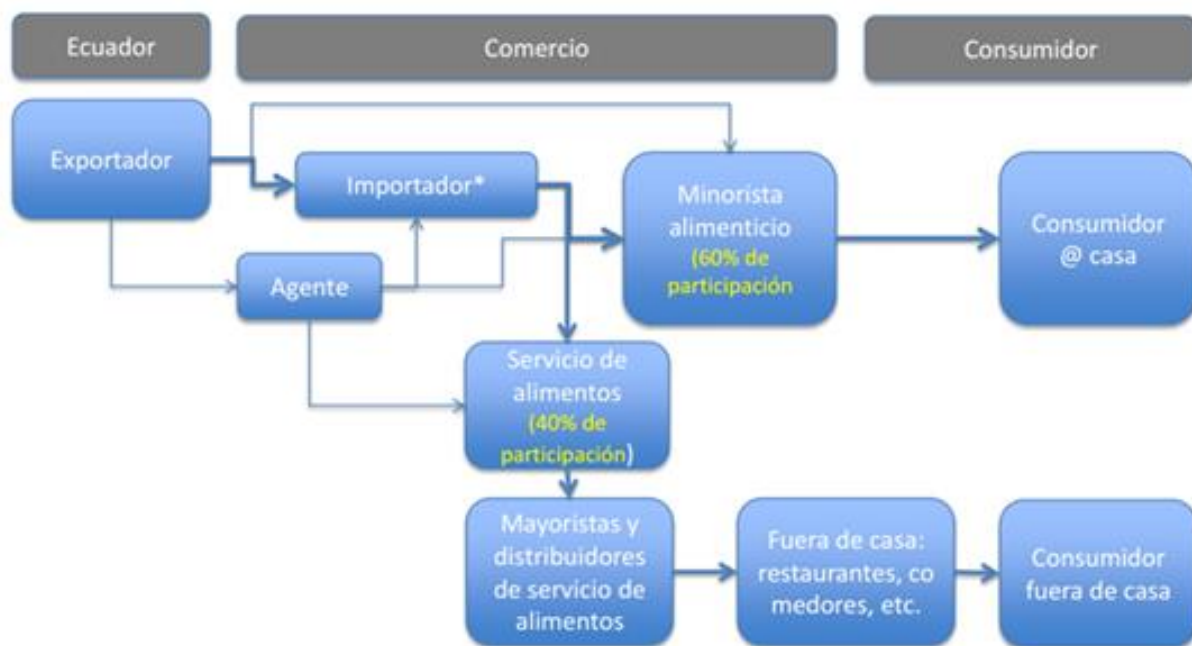 Ecuador
Comercio
Consumidor
Exportador
Importador*
Minorista
alimenticio
(60% de
participación
Consumidor
@ casa
Agente
Servicio de
alimentos
(40% de
participación)
Mayoristas y
distribuidores
de servicio de
alimentos
Fuera de casa:
restaurantes, co
medores, etc.
Consumidor
fuera de casa